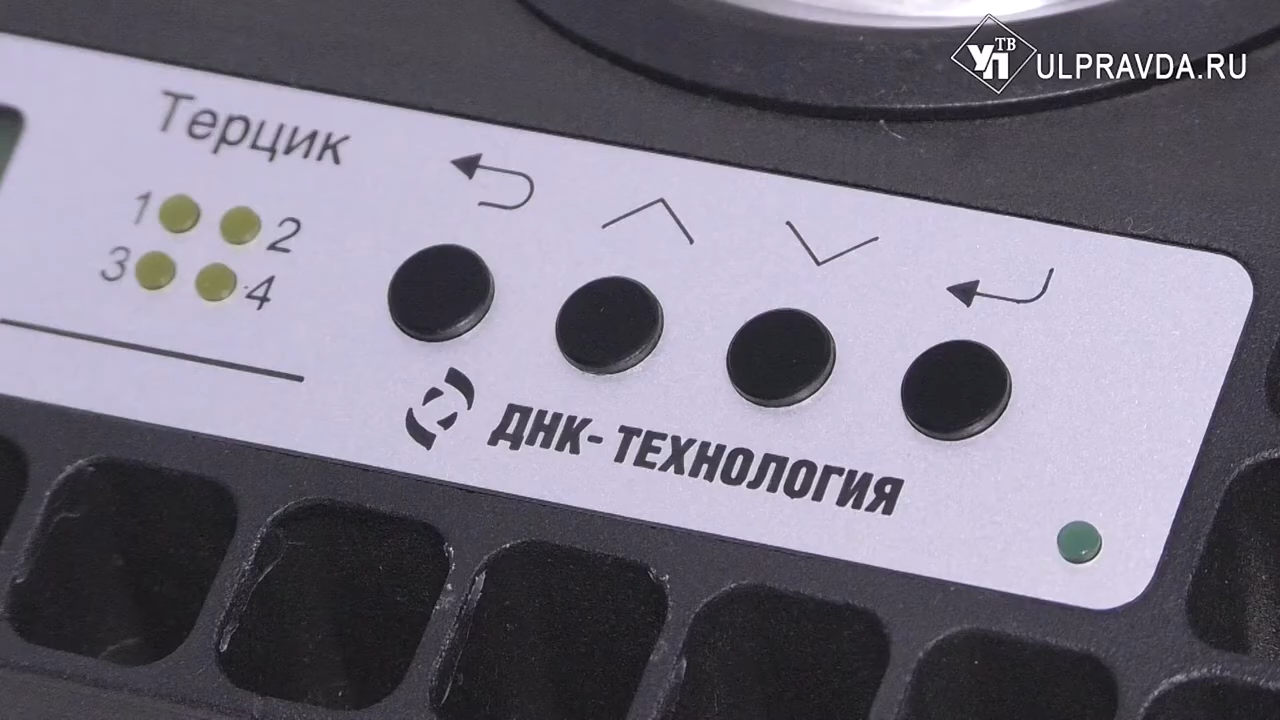 УП ТВ
ULPRAVDA.RU
Терцик
1 2
3 4
ДНК-ТЕХНОЛОГИЯ